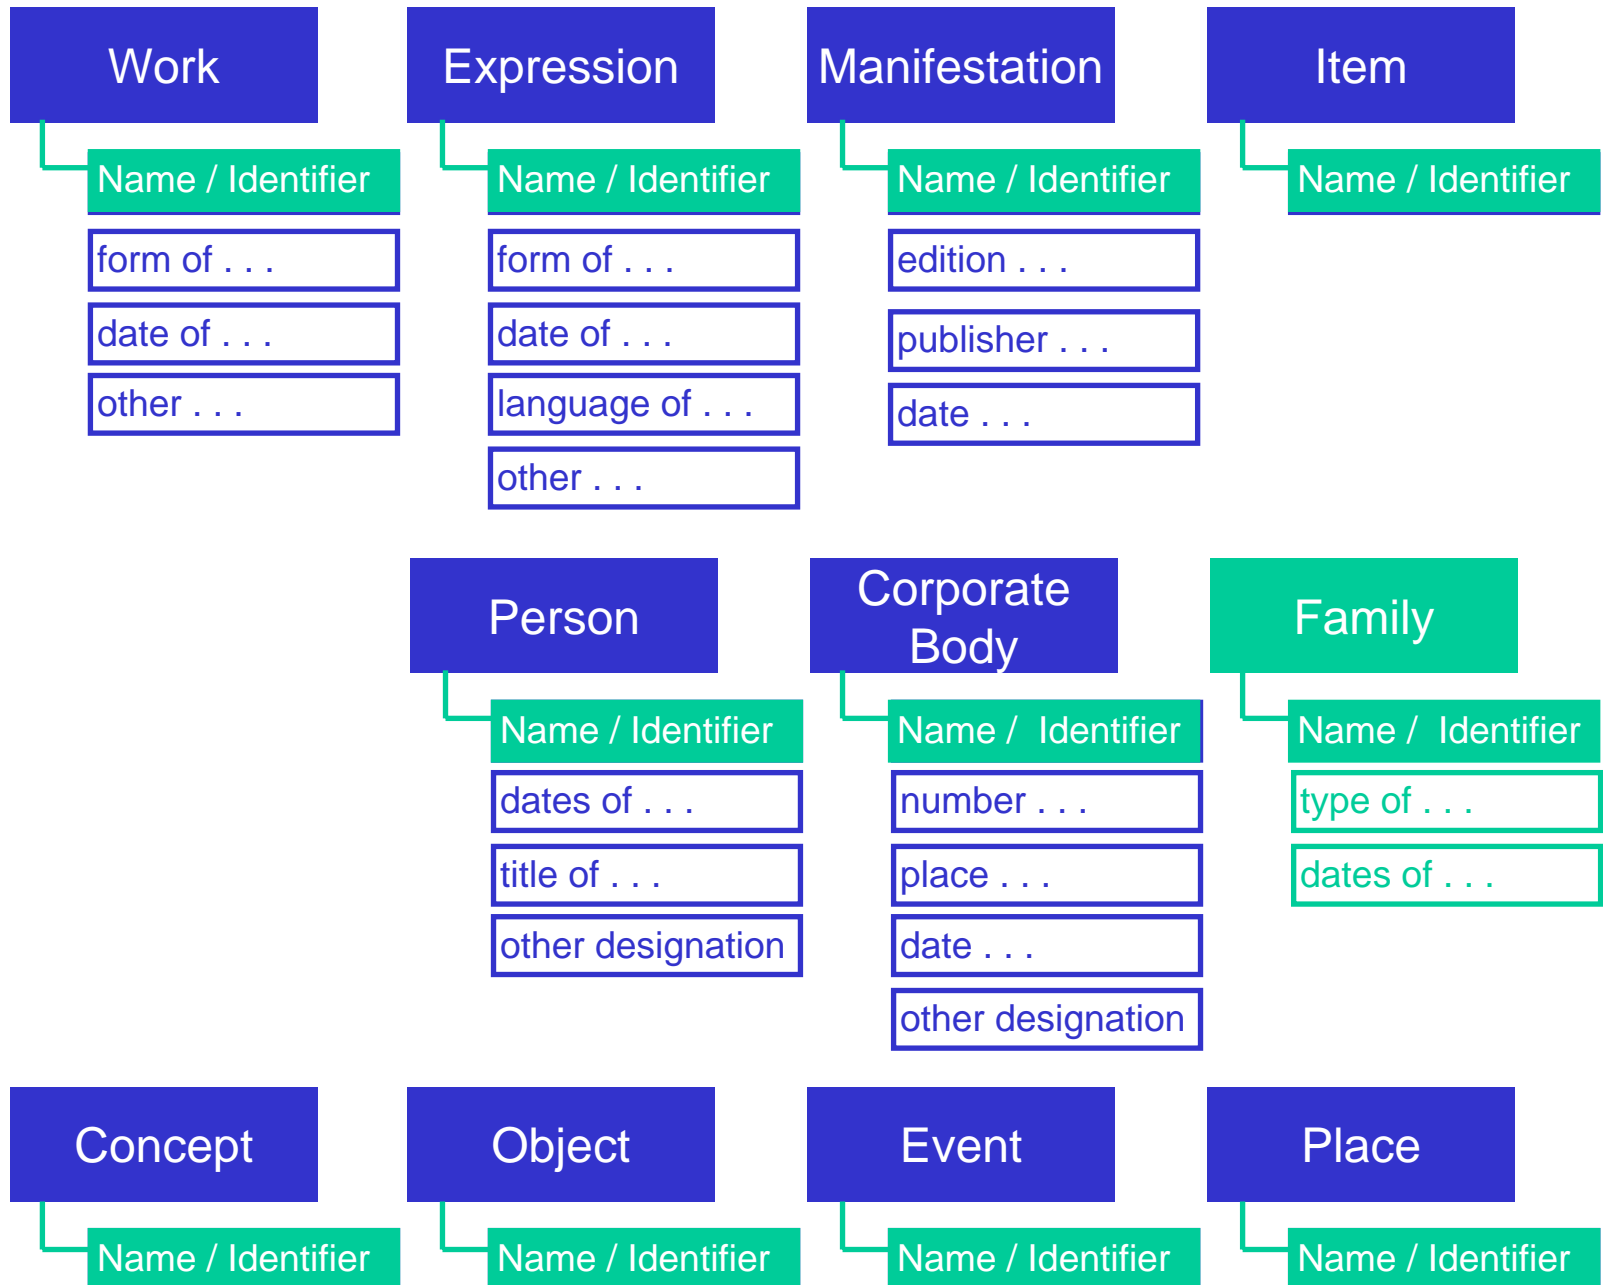 Work
Expression
Manifestation
Item
Name / Identifier
Name / Identifier
Name / Identifier
Name / Identifier
form of . . .
form of . . .
edition . . .
date of . . .
date of . . .
publisher . . .
other . . .
language of . . .
date . . .
other . . .
Person
Corporate
Body
Family
Name / Identifier
Name / Identifier
Name / Identifier
dates of . . .
number . . .
type of . . .
title of . . .
place . . .
dates of . . .
other designation
date . . .
other designation
Concept
Object
Event
Place
Name / Identifier
Name / Identifier
Name / Identifier
Name / Identifier